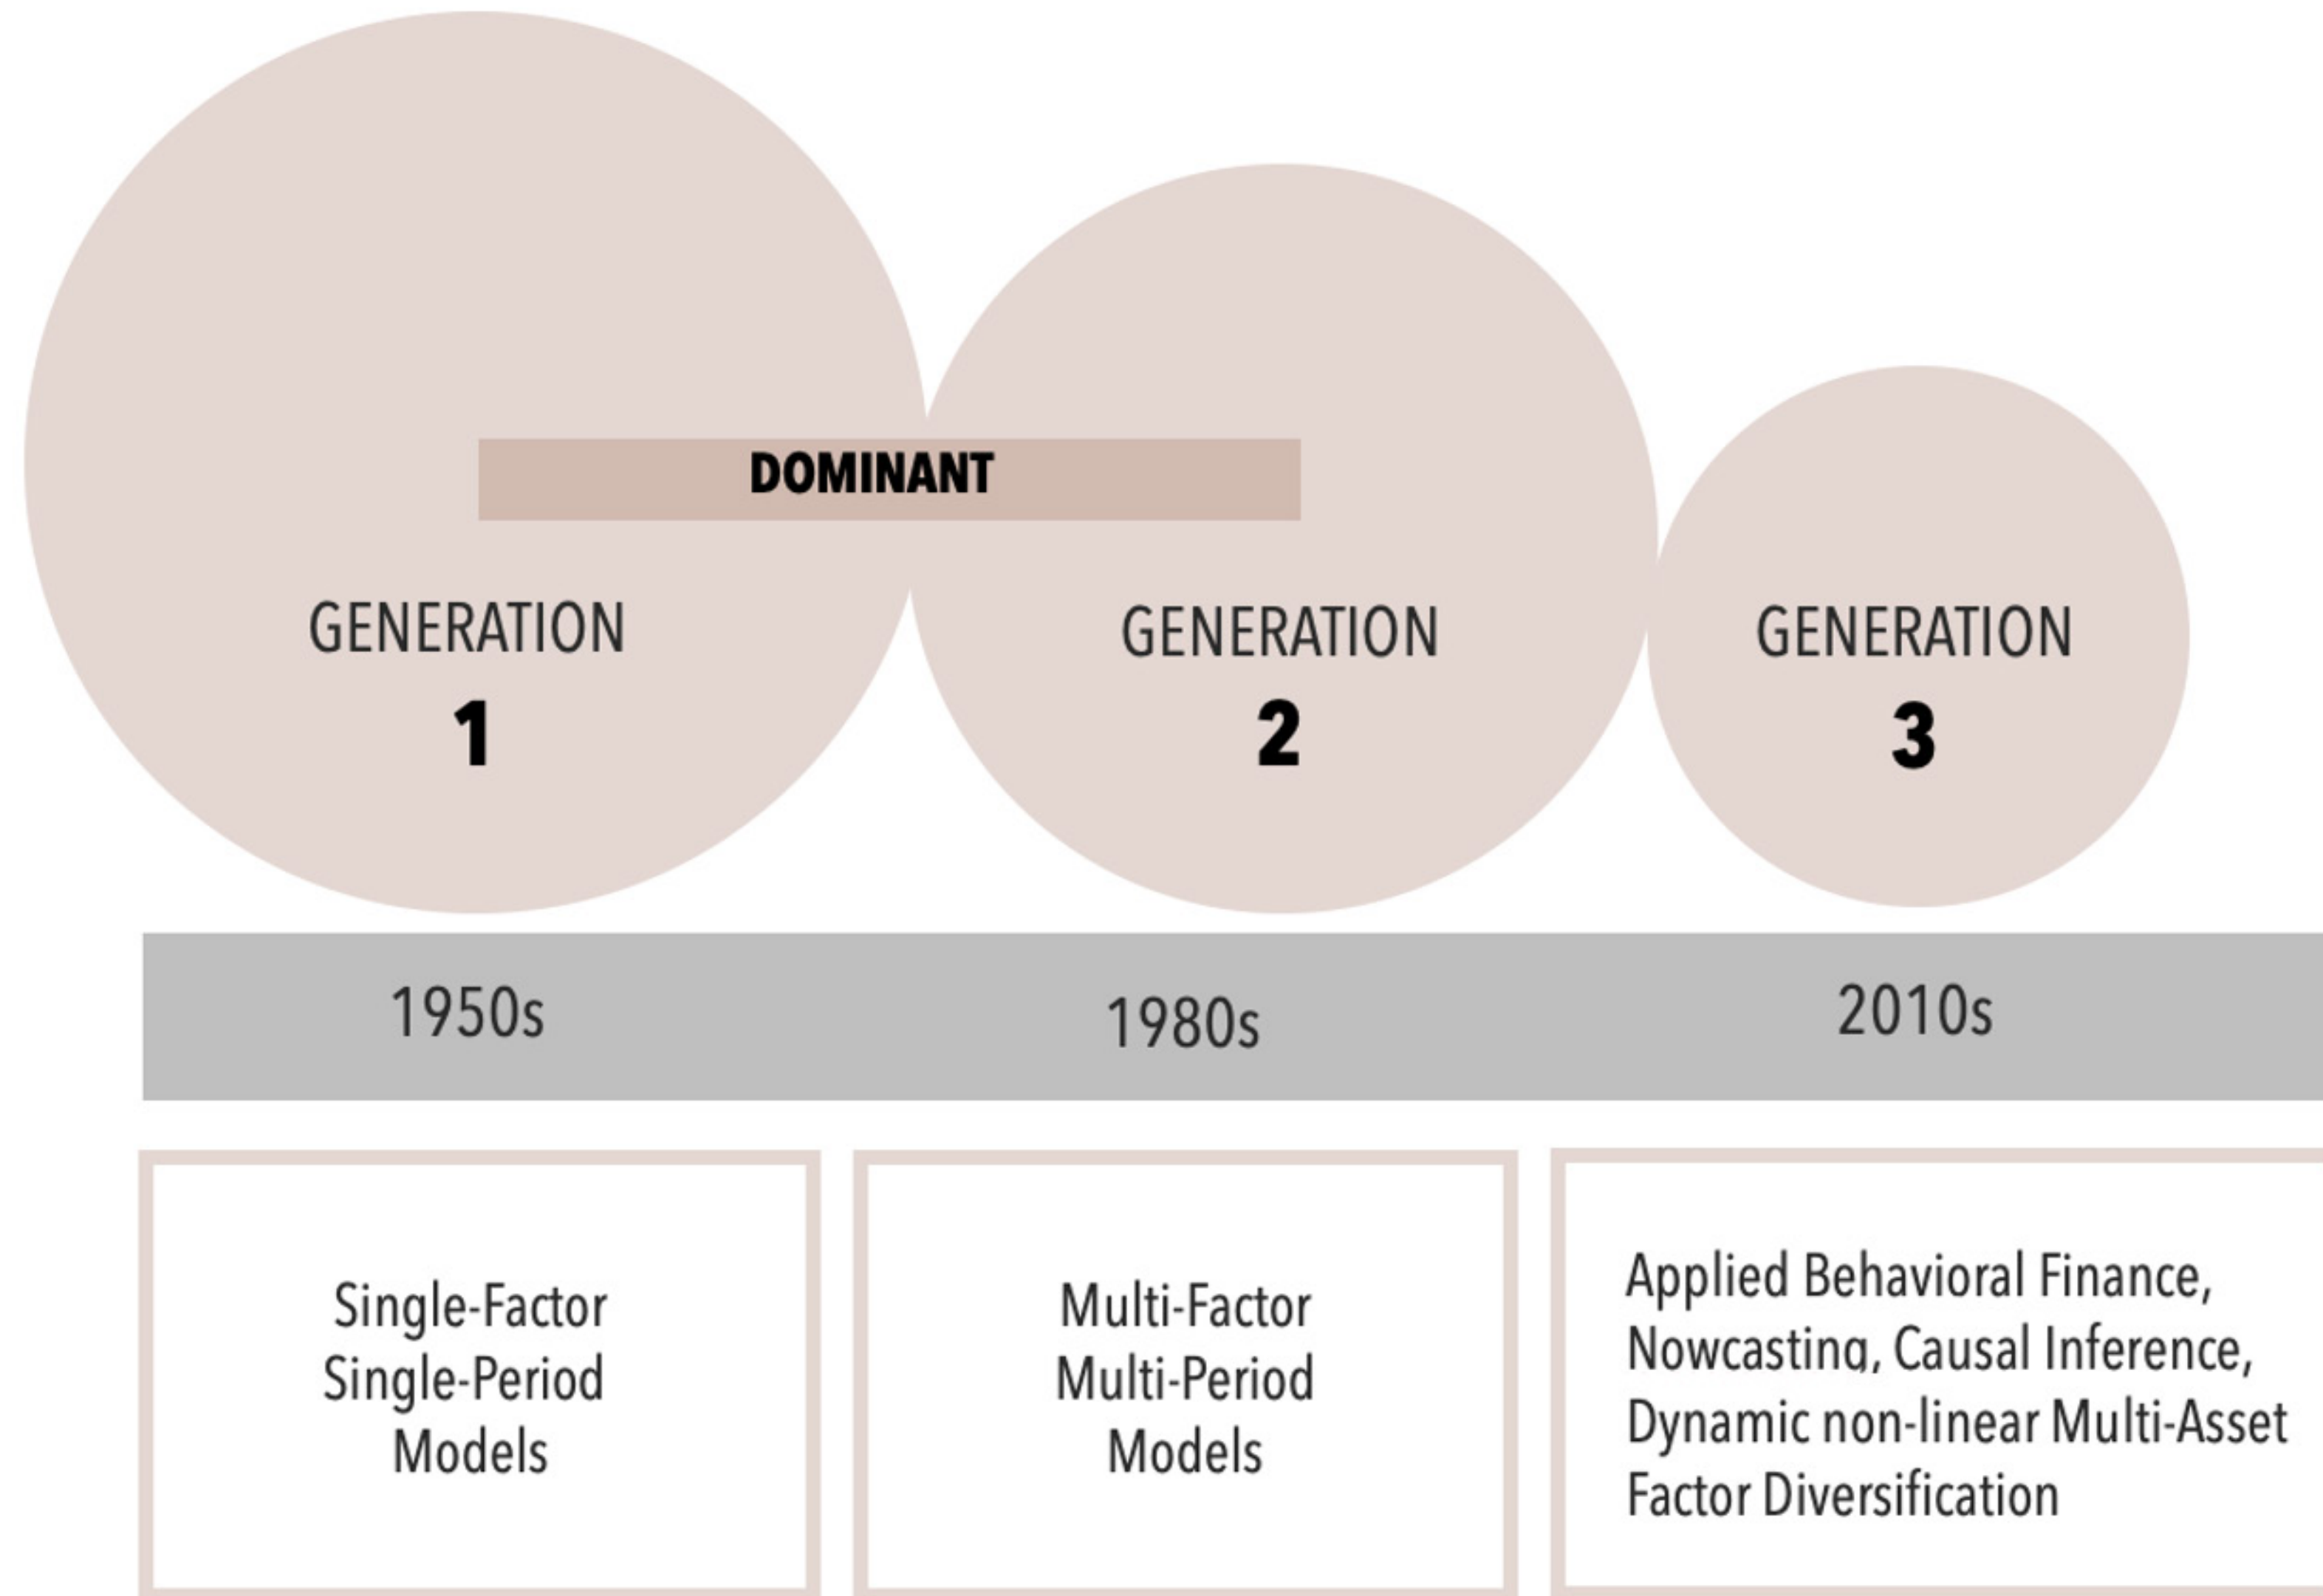 DOMINANT
GENERATION
1
GENERATION
2
GENERATION
3
1950s
1980s
2010s
Single-Factor
Single-Period
Models
Multi-Factor
Multi-Period
Models
Applied Behavioral Finance,
Nowcasting, Causal Inference,
Dynamic non-linear Multi-Asset
Factor Diversification